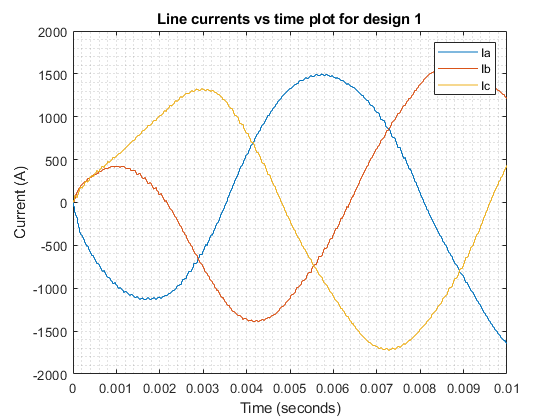 Line currents vs time plot for design 1
2000
1500
1000
500
0
-500
-1000
-1500
-2000
Current (A)
Ia
Ib
Ic
0 0.001 0.002 0.003 0.004 0.005 0.006 0.007 0.008 0.009 0.01
Time (seconds)